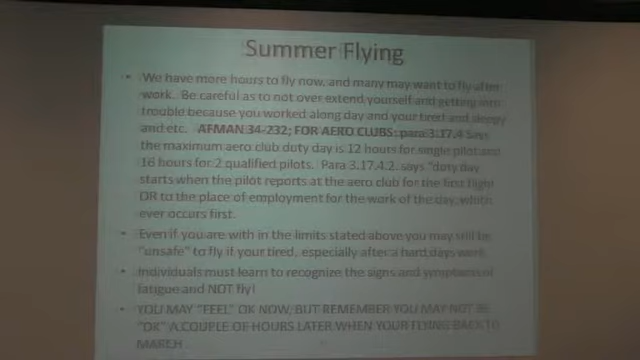 Summer Flying
• We have more hours to fly now, and many may want to fly after
work. Be careful as to not over extend yourself and getting into
trouble because you worked along day and your tired and sleepy
and etc. AFMAN 34-232; FOR AERO CLUBS: para 3.17.4 Says
the maximum aero club duty day is 12 hours for single pilot and
16 hours for 2 qualified pilots. Para 3.17.4.2. says "duty day
starts when the pilot reports at the aero club for the first flight
OR to the place of employment for the work of the day, which
ever occurs first.
• Even if you are with in the limits stated above you may still be
"unsafe" to fly if your tired, especially after a hard days work.
• Individuals must learn to recognize the signs and symptoms of
fatigue and NOT fly!
• YOU MAY "FEEL" OK NOW, BUT REMEMBER YOU MAY NOT BE
"OK" A COUPLE OF HOURS LATER WHEN YOUR FLYING BACK TO
MARCH .